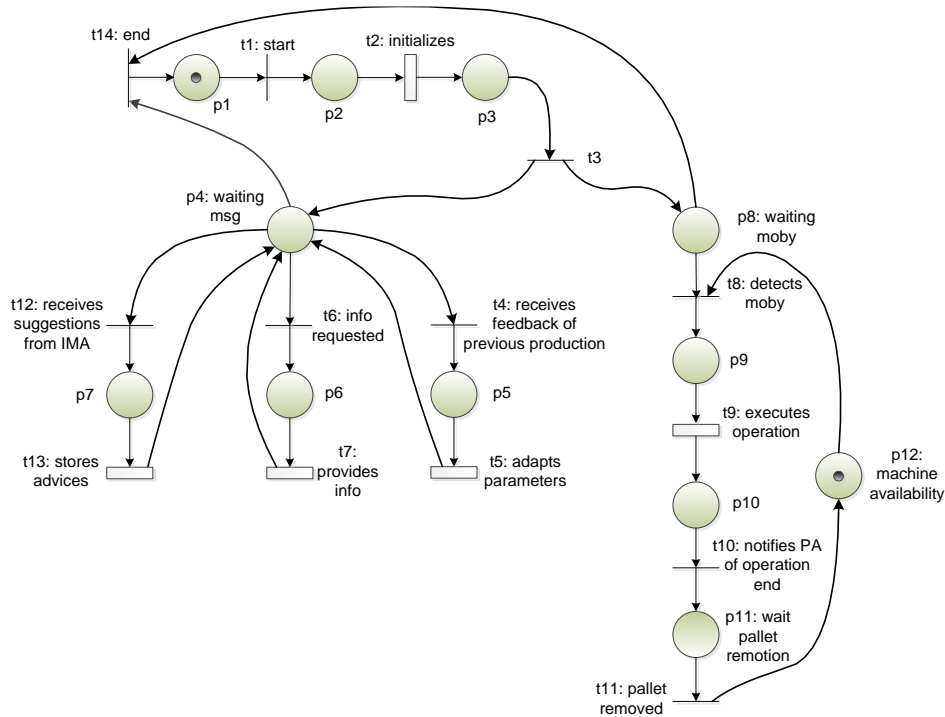 t14: end
t1: start
t2: initializes
p1
p2
p3
t3
p4: waiting
msg
p8: waiting
moby
t12: receives
suggestions
from IMA
t6: info
requested
t4: receives
feedback of
previous production
t8: detects
moby
p7
p6
p5
p9
t9: executes
operation
t13: stores
advices
t7:
provides
info
t5: adapts
parameters
p12:
machine
availability
p10
t10: notifies PA
of operation
end
p11: wait
pallet
remotion
t11: pallet
removed